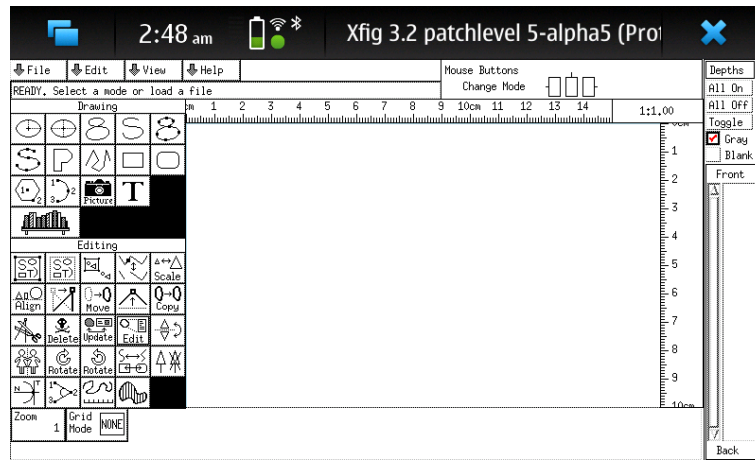 2:48 am
Xfig 3.2 patchlevel 5-alpha5 (Prot
File Edit View Help
Mouse Buttons
Change Mode
READY. Select a mode or load a file
Depths
All On
All Off
Toggle
Gray
Blank
Front
Back
Drawing
1 2 3 4 5 6 7 8 9 10cm 11 12 13 14
1:1.00
1
2
3
4
5
6
7
8
9
10cm
1 2 3
Picture
T
Editing
Scale
Align
Move
Copy
Delete
Update
Edit
Rotate
Rotate
Zoom
1
Grid
Mode
NONE